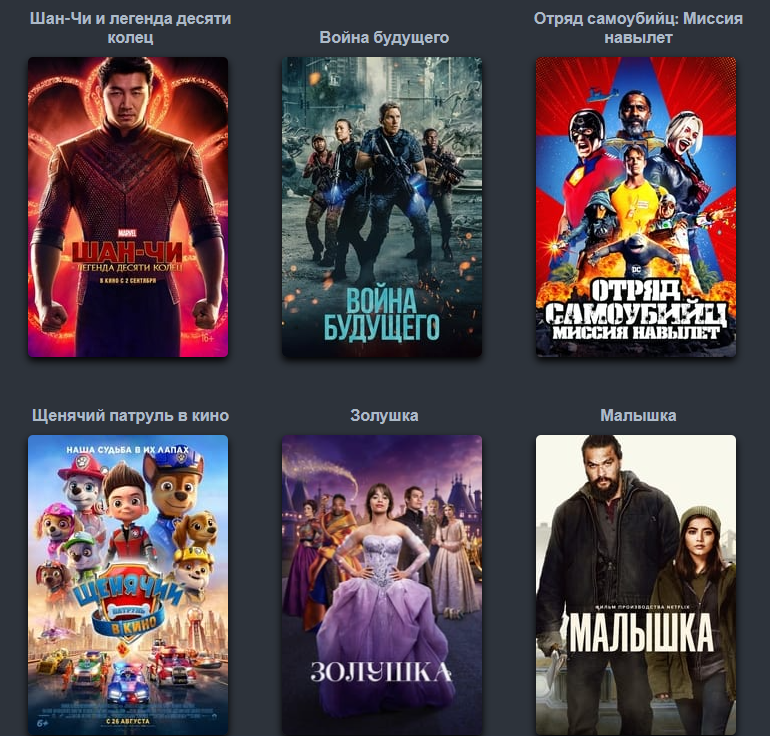 Шан-Чи и легенда десяти
колец
Война будущего
Отряд самоубийц: Миссия
навылет
MARVEL
ШАН-ЧИ
ЛЕГЕНДА ДЕСЯТИ КОЛЕЦ
В КИНО С 2 СЕНТЯБРЯ
16+
ВОЙНА
БУДУЩЕГО
DC
ОТРЯД
САМОУБИЙЦ
МИССИЯ НАВЫЛЕТ
Щенячий патруль в кино
Золушка
Малышка
НАША СУДЬБА В ИХ ЛАПАХ
ЩЕНЯЧИЙ
ПАТРУЛЬ
В КИНО
С 26 АВГУСТА
6+
ЗОЛУШКА
ФИЛЬМ ПРОИЗВОДСТВА NETFLIX
МАЛЫШКА